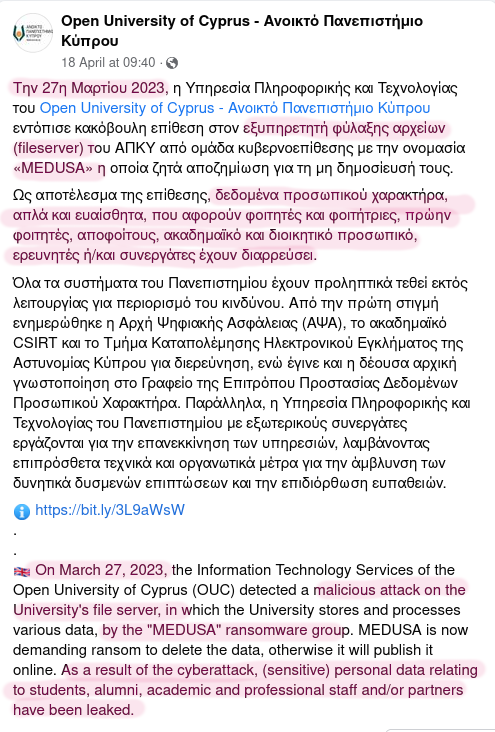 Open University of Cyprus - Ανοικτό Πανεπιστήμιο
Κύπρου
18 April at 09:40 ·
Την 27η Μαρτίου 2023, η Υπηρεσία Πληροφορικής και Τεχνολογίας
του Open University of Cyprus - Ανοικτό Πανεπιστήμιο Κύπρου
εντόπισε κακόβουλη επίθεση στον εξυπηρετητή φύλαξης αρχείων
(fileserver) του ΑΠΚΥ από ομάδα κυβερνοεπίθεσης με την ονομασία
«MEDUSA» η οποία ζητά αποζημίωση για τη μη δημοσίευσή τους.
Ως αποτέλεσμα της επίθεσης, δεδομένα προσωπικού χαρακτήρα,
απλά και ευαίσθητα, που αφορούν φοιτητές και φοιτήτριες, πρώην
φοιτητές, αποφοίτους, ακαδημαϊκό και διοικητικό προσωπικό,
ερευνητές ή/και συνεργάτες έχουν διαρρεύσει.
Όλα τα συστήματα του Πανεπιστημίου έχουν προληπτικά τεθεί εκτός
λειτουργίας για περιορισμό του κινδύνου. Από την πρώτη στιγμή
ενημερώθηκε η Αρχή Ψηφιακής Ασφάλειας (ΑΨΑ), το ακαδημαϊκό
CSIRT και το Τμήμα Καταπολέμησης Ηλεκτρονικού Εγκλήματος της
Αστυνομίας Κύπρου για διερεύνηση, ενώ έγινε και η δέουσα αρχική
γνωστοποίηση στο Γραφείο της Επιτρόπου Προστασίας Δεδομένων
Προσωπικού Χαρακτήρα. Παράλληλα, η Υπηρεσία Πληροφορικής και
Τεχνολογίας του Πανεπιστημίου με εξωτερικούς συνεργάτες
εργάζονται για την επανεκκίνηση των υπηρεσιών, λαμβάνοντας
επιπρόσθετα τεχνικά και οργανωτικά μέτρα για την άμβλυνση των
δυνητικά δυσμενών επιπτώσεων και την επιδιόρθωση ευπαθειών.
https://bit.ly/3L9aWsW
.
.
On March 27, 2023, the Information Technology Services of the
Open University of Cyprus (OUC) detected a malicious attack on the
University's file server, in which the University stores and processes
various data, by the "MEDUSA" ransomware group. MEDUSA is now
demanding ransom to delete the data, otherwise it will publish it
online. As a result of the cyberattack, (sensitive) personal data relating
to students, alumni, academic and professional staff and/or partners
have been leaked.